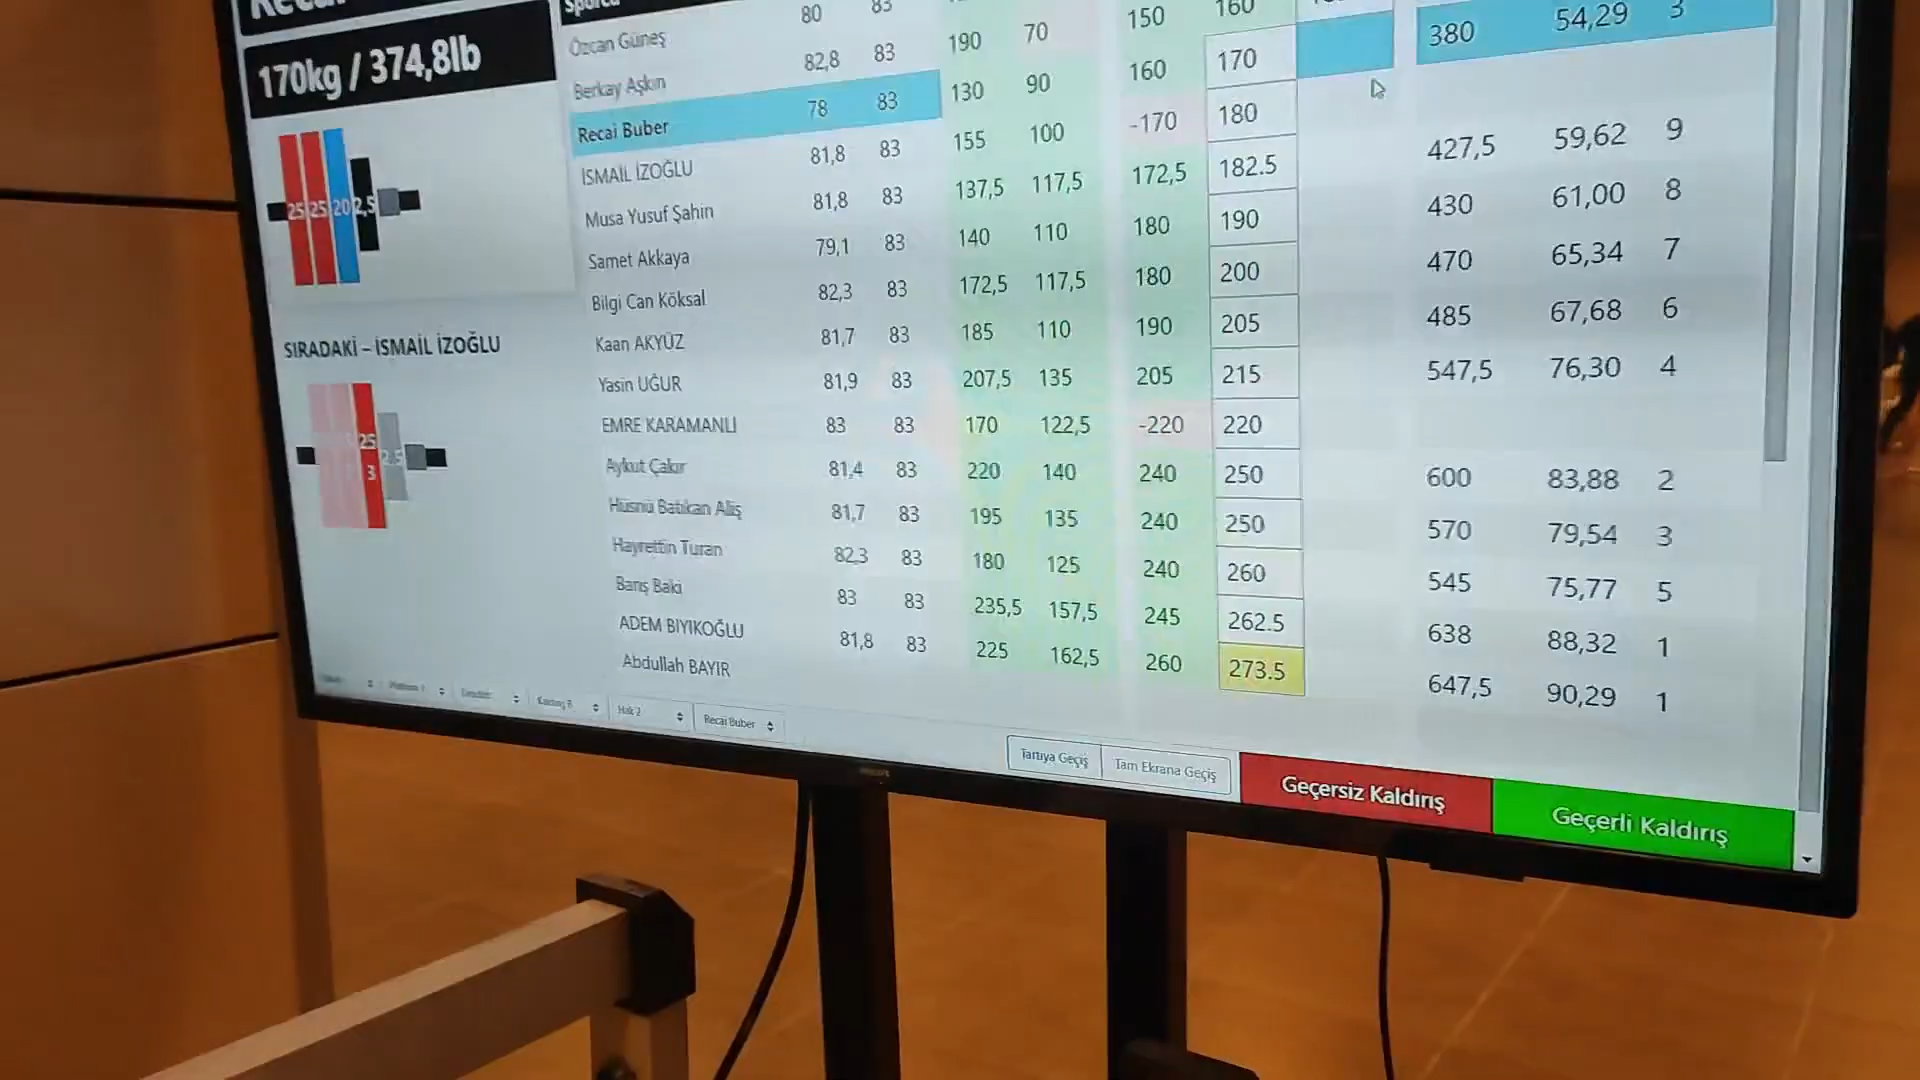 170kg / 374,8lb
25 25 20 2,5
SIRADAKİ – İSMAİL İZOĞLU
25
3
2.5
80 83 150 160
Özcan Güneş 82,8 83 190 70 160 170 380 54,29 3
Berkay Aşkın
Recai Buber 78 83 130 90 -170 180
İSMAİL İZOĞLU 81,8 83 155 100 172,5 182.5 427,5 59,62 9
Musa Yusuf Şahin 81,8 83 137,5 117,5 180 190 430 61,00 8
Samet Akkaya 79,1 83 140 110 180 200 470 65,34 7
Bilgi Can Köksal 82,3 83 172,5 117,5 190 205 485 67,68 6
Kaan AKYÜZ 81,7 83 185 110 205 215 547,5 76,30 4
Yasin UĞUR 81,9 83 207,5 135 -220 220
EMRE KARAMANLI 83 83 170 122,5 240 250 600 83,88 2
Aykut Çakır 81,4 83 220 140 240 250 570 79,54 3
Hüsnü Batıkan Aliş 81,7 83 195 135 240 260 545 75,77 5
Hayrettin Turan 82,3 83 180 125 245 262.5 638 88,32 1
Barış Baki 83 83 235,5 157,5 260 273.5 647,5 90,29 1
ADEM BIYIKOĞLU 81,8 83 225 162,5
Abdullah BAYIR
Platform 1 Hak 2 Recai Buber
Tartıya Geçiş Tam Ekrana Geçiş Geçersiz Kaldırış Geçerli Kaldırış